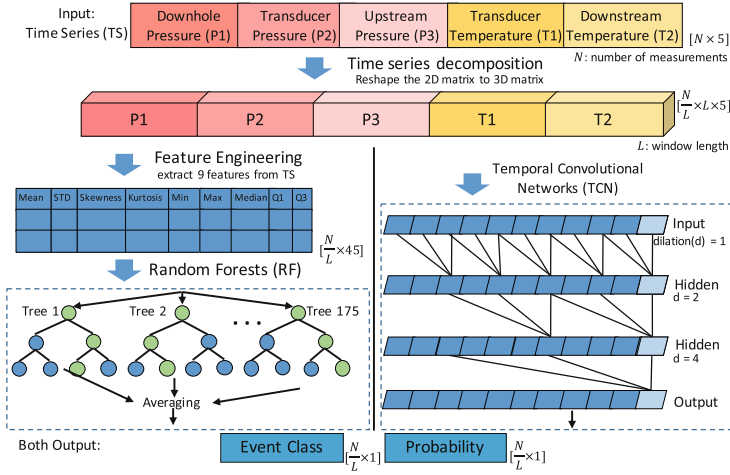 Input:
Time Series (TS)
Downhole
Pressure (P1)
Transducer
Pressure (P2)
Upstream
Pressure (P3)
Transducer
Temperature (T1)
Downstream
Temperature (T2)
[N × 5]
N: number of measurements
Time series decomposition
Reshape the 2D matrix to 3D matrix
P1
P2
P3
T1
T2
[N/L ×L×5]
L: window length
Feature Engineering
extract 9 features from TS
Mean STD Skewness Kurtosis Min Max Median Q1 Q3
[N/L ×45]
Random Forests (RF)
Tree 1
Tree 2
...
Tree 175
Averaging
Temporal Convolutional
Networks (TCN)
Input
dilation(d) = 1
Hidden
d = 2
Hidden
d = 4
Output
Both Output:
Event Class
[N/L ×1]
Probability
[N/L ×1]